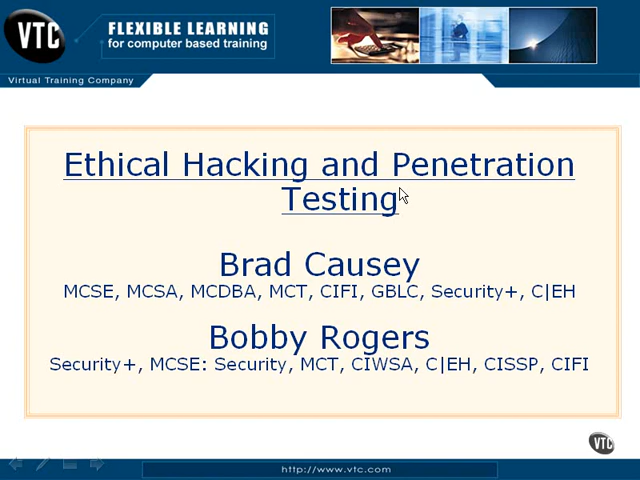 VTC
FLEXIBLE LEARNING
for computer based training
Virtual Training Company
Ethical Hacking and Penetration
Testing
Brad Causey
MCSE, MCSA, MCDBA, MCT, CIFI, GBLC, Security+, C|EH
Bobby Rogers
Security+, MCSE: Security, MCT, CIWSA, C|EH, CISSP, CIFI
VTC
http://www.vtc.com